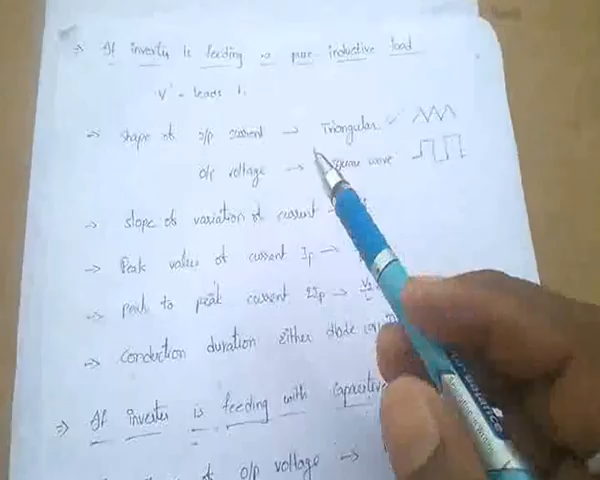 ⇒ If inverter is feeding a pure inductive load
V - leads I.
→ shape of o/p current → Triangular
o/p voltage → square wave
→ slope of variation of current →
→ Peak value of current Ip →
→ peak to peak current 2Ip →
→ conduction duration either diode
⇒ If inverter is feeding with capacitive
of o/p voltage →